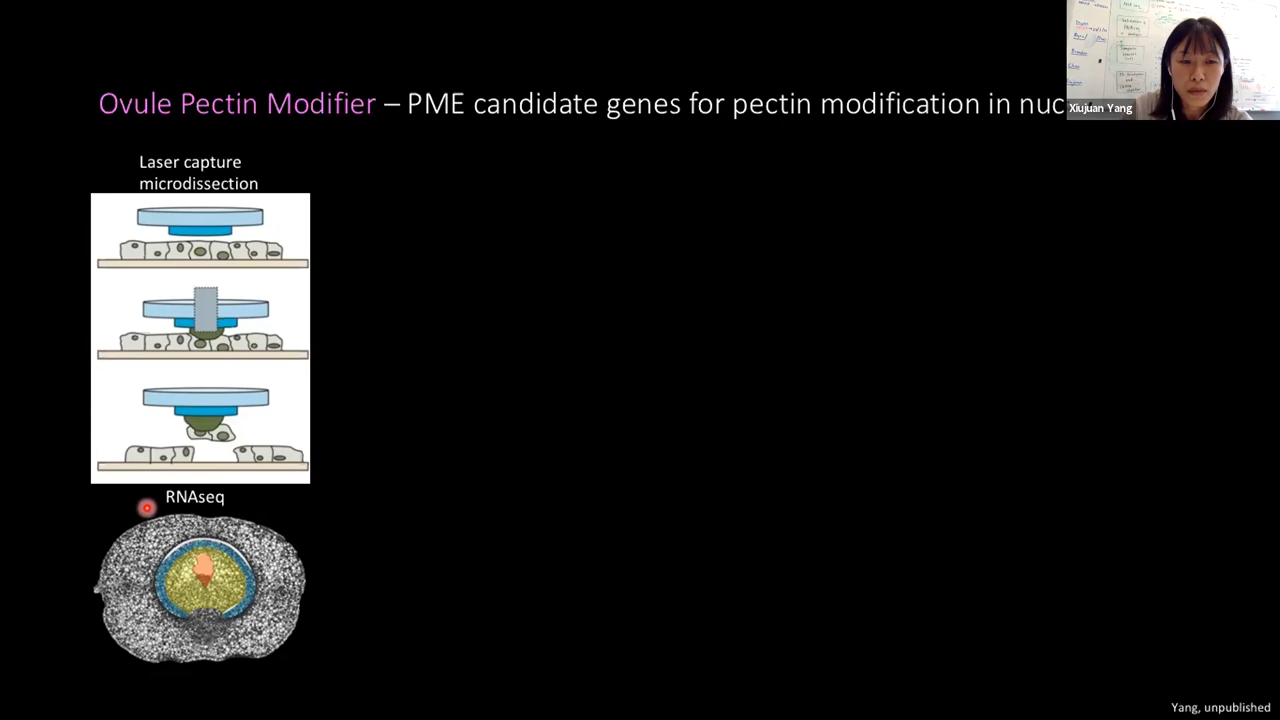 Ovule Pectin Modifier – PME candidate genes for pectin modification in nuc
Xiujuan Yang
Laser capture
microdissection
RNAseq
Yang, unpublished